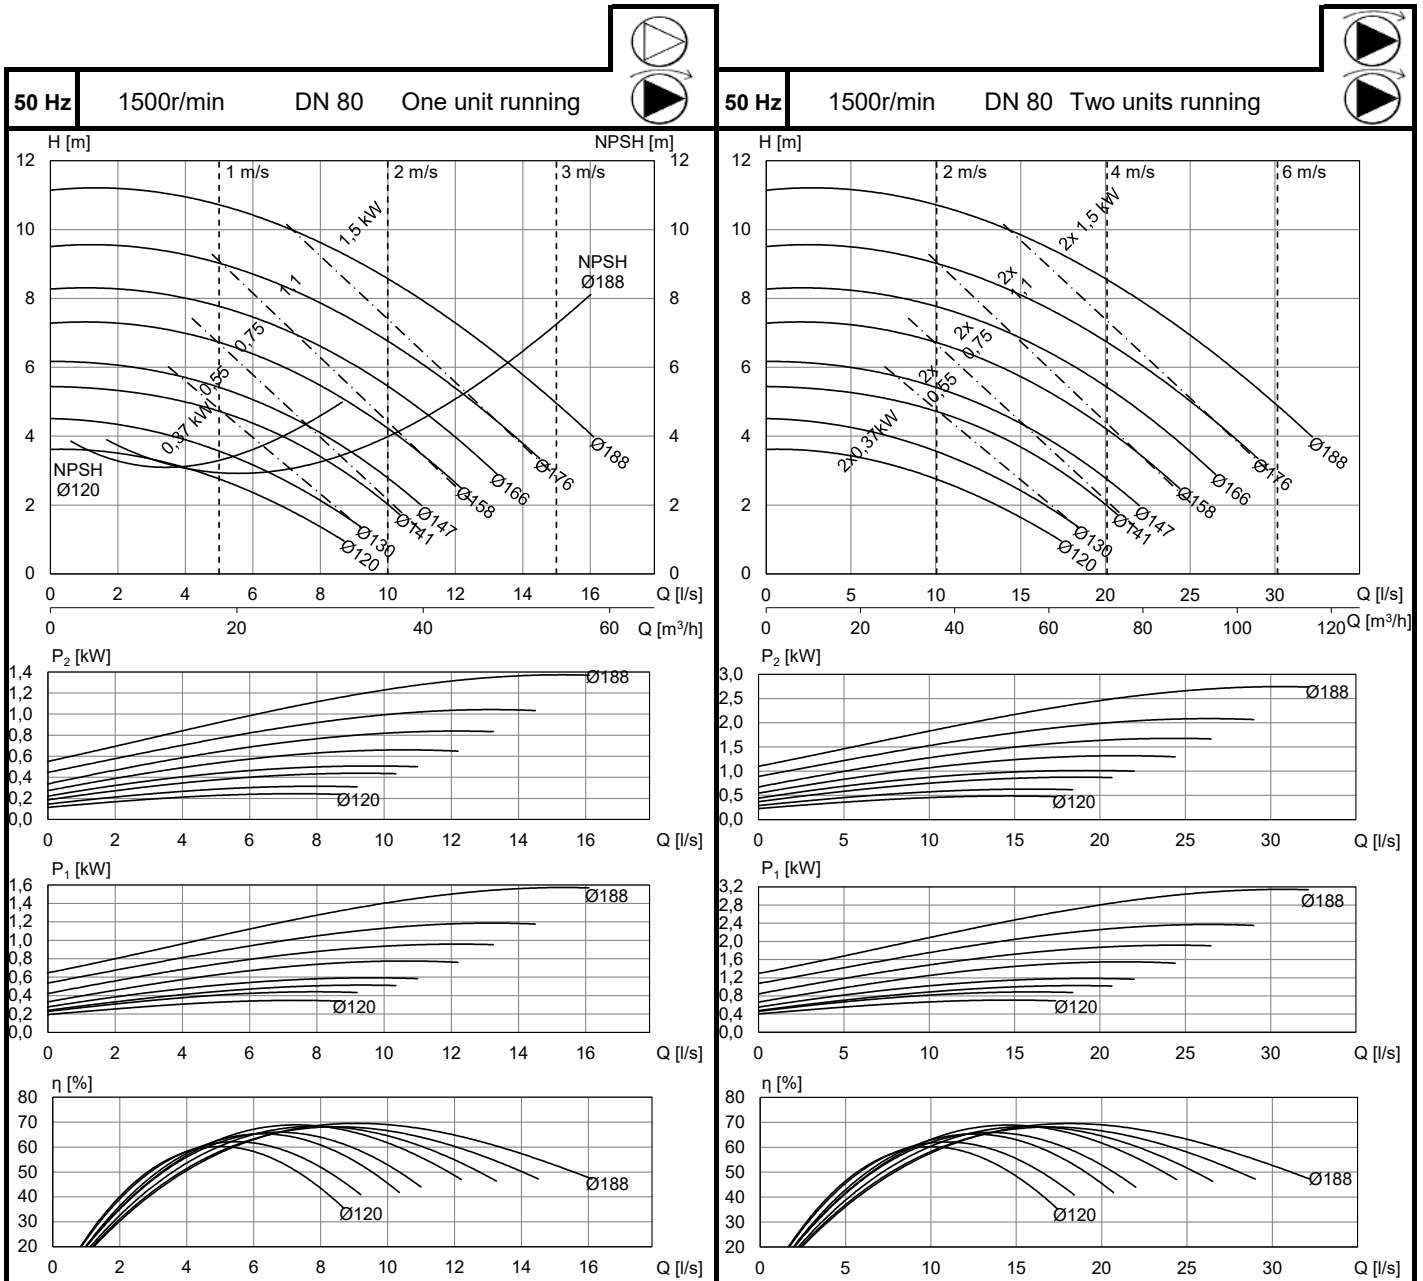 50 Hz 1500r/min DN 80 One unit running
H [m] NPSH [m]
12 1 m/s 2 m/s 3 m/s 12
1,5 kW
10 10
NPSH
Ø188
1,1
8 8
0,75
6 6
0,55
0,37 kW
4 4
Ø188
NPSH
Ø120
Ø176
Ø166
Ø158
2 2
Ø147
Ø141
Ø130
Ø120
0 0
0 2 4 6 8 10 12 14 16 Q [l/s]
0 20 40 60 Q [m³/h]
P₂ [kW]
1,4
Ø188
1,2
1,0
0,8
0,6
0,4
0,2
Ø120
0,0
0 2 4 6 8 10 12 14 16 Q [l/s]
P₁ [kW]
1,6
Ø188
1,4
1,2
1,0
0,8
0,6
0,4
Ø120
0,2
0,0
0 2 4 6 8 10 12 14 16 Q [l/s]
η [%]
80
70
60
50
Ø188
40
30
Ø120
20
0 2 4 6 8 10 12 14 16 Q [l/s]
50 Hz 1500r/min DN 80 Two units running
H [m]
12 2 m/s 4 m/s 6 m/s
2x 1,5 kW
10
2x
1,1
8
2x
0,75
6
2x
0,55
2x0,37kW
4
Ø188
Ø176
Ø166
Ø158
2
Ø147
Ø141
Ø130
Ø120
0
0 5 10 15 20 25 30 Q [l/s]
0 20 40 60 80 100 120 Q [m³/h]
P₂ [kW]
3,0
Ø188
2,5
2,0
1,5
1,0
0,5
Ø120
0,0
0 5 10 15 20 25 30 Q [l/s]
P₁ [kW]
3,2
Ø188
2,8
2,4
2,0
1,6
1,2
0,8
Ø120
0,4
0,0
0 5 10 15 20 25 30 Q [l/s]
η [%]
80
70
60
50
Ø188
40
30
Ø120
20
0 5 10 15 20 25 30 Q [l/s]